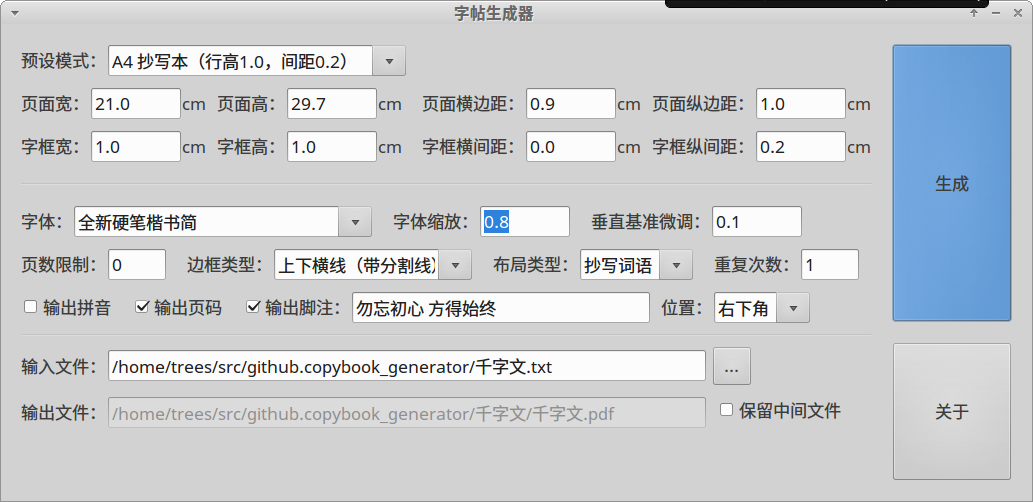 字帖生成器
预设模式： A4 抄写本（行高1.0，间距0.2）
页面宽： 21.0 cm 页面高： 29.7 cm 页面横边距： 0.9 cm 页面纵边距： 1.0 cm
字框宽： 1.0 cm 字框高： 1.0 cm 字框横间距： 0.0 cm 字框纵间距： 0.2 cm
生成
字体： 全新硬笔楷书简 字体缩放： 0.8 垂直基准微调： 0.1
页数限制： 0 边框类型： 上下横线（带分割线） 布局类型： 抄写词语 重复次数： 1
输出拼音 输出页码 输出脚注： 勿忘初心 方得始终 位置： 右下角
输入文件： /home/trees/src/github.copybook_generator/千字文.txt ...
输出文件： /home/trees/src/github.copybook_generator/千字文/千字文.pdf 保留中间文件
关于